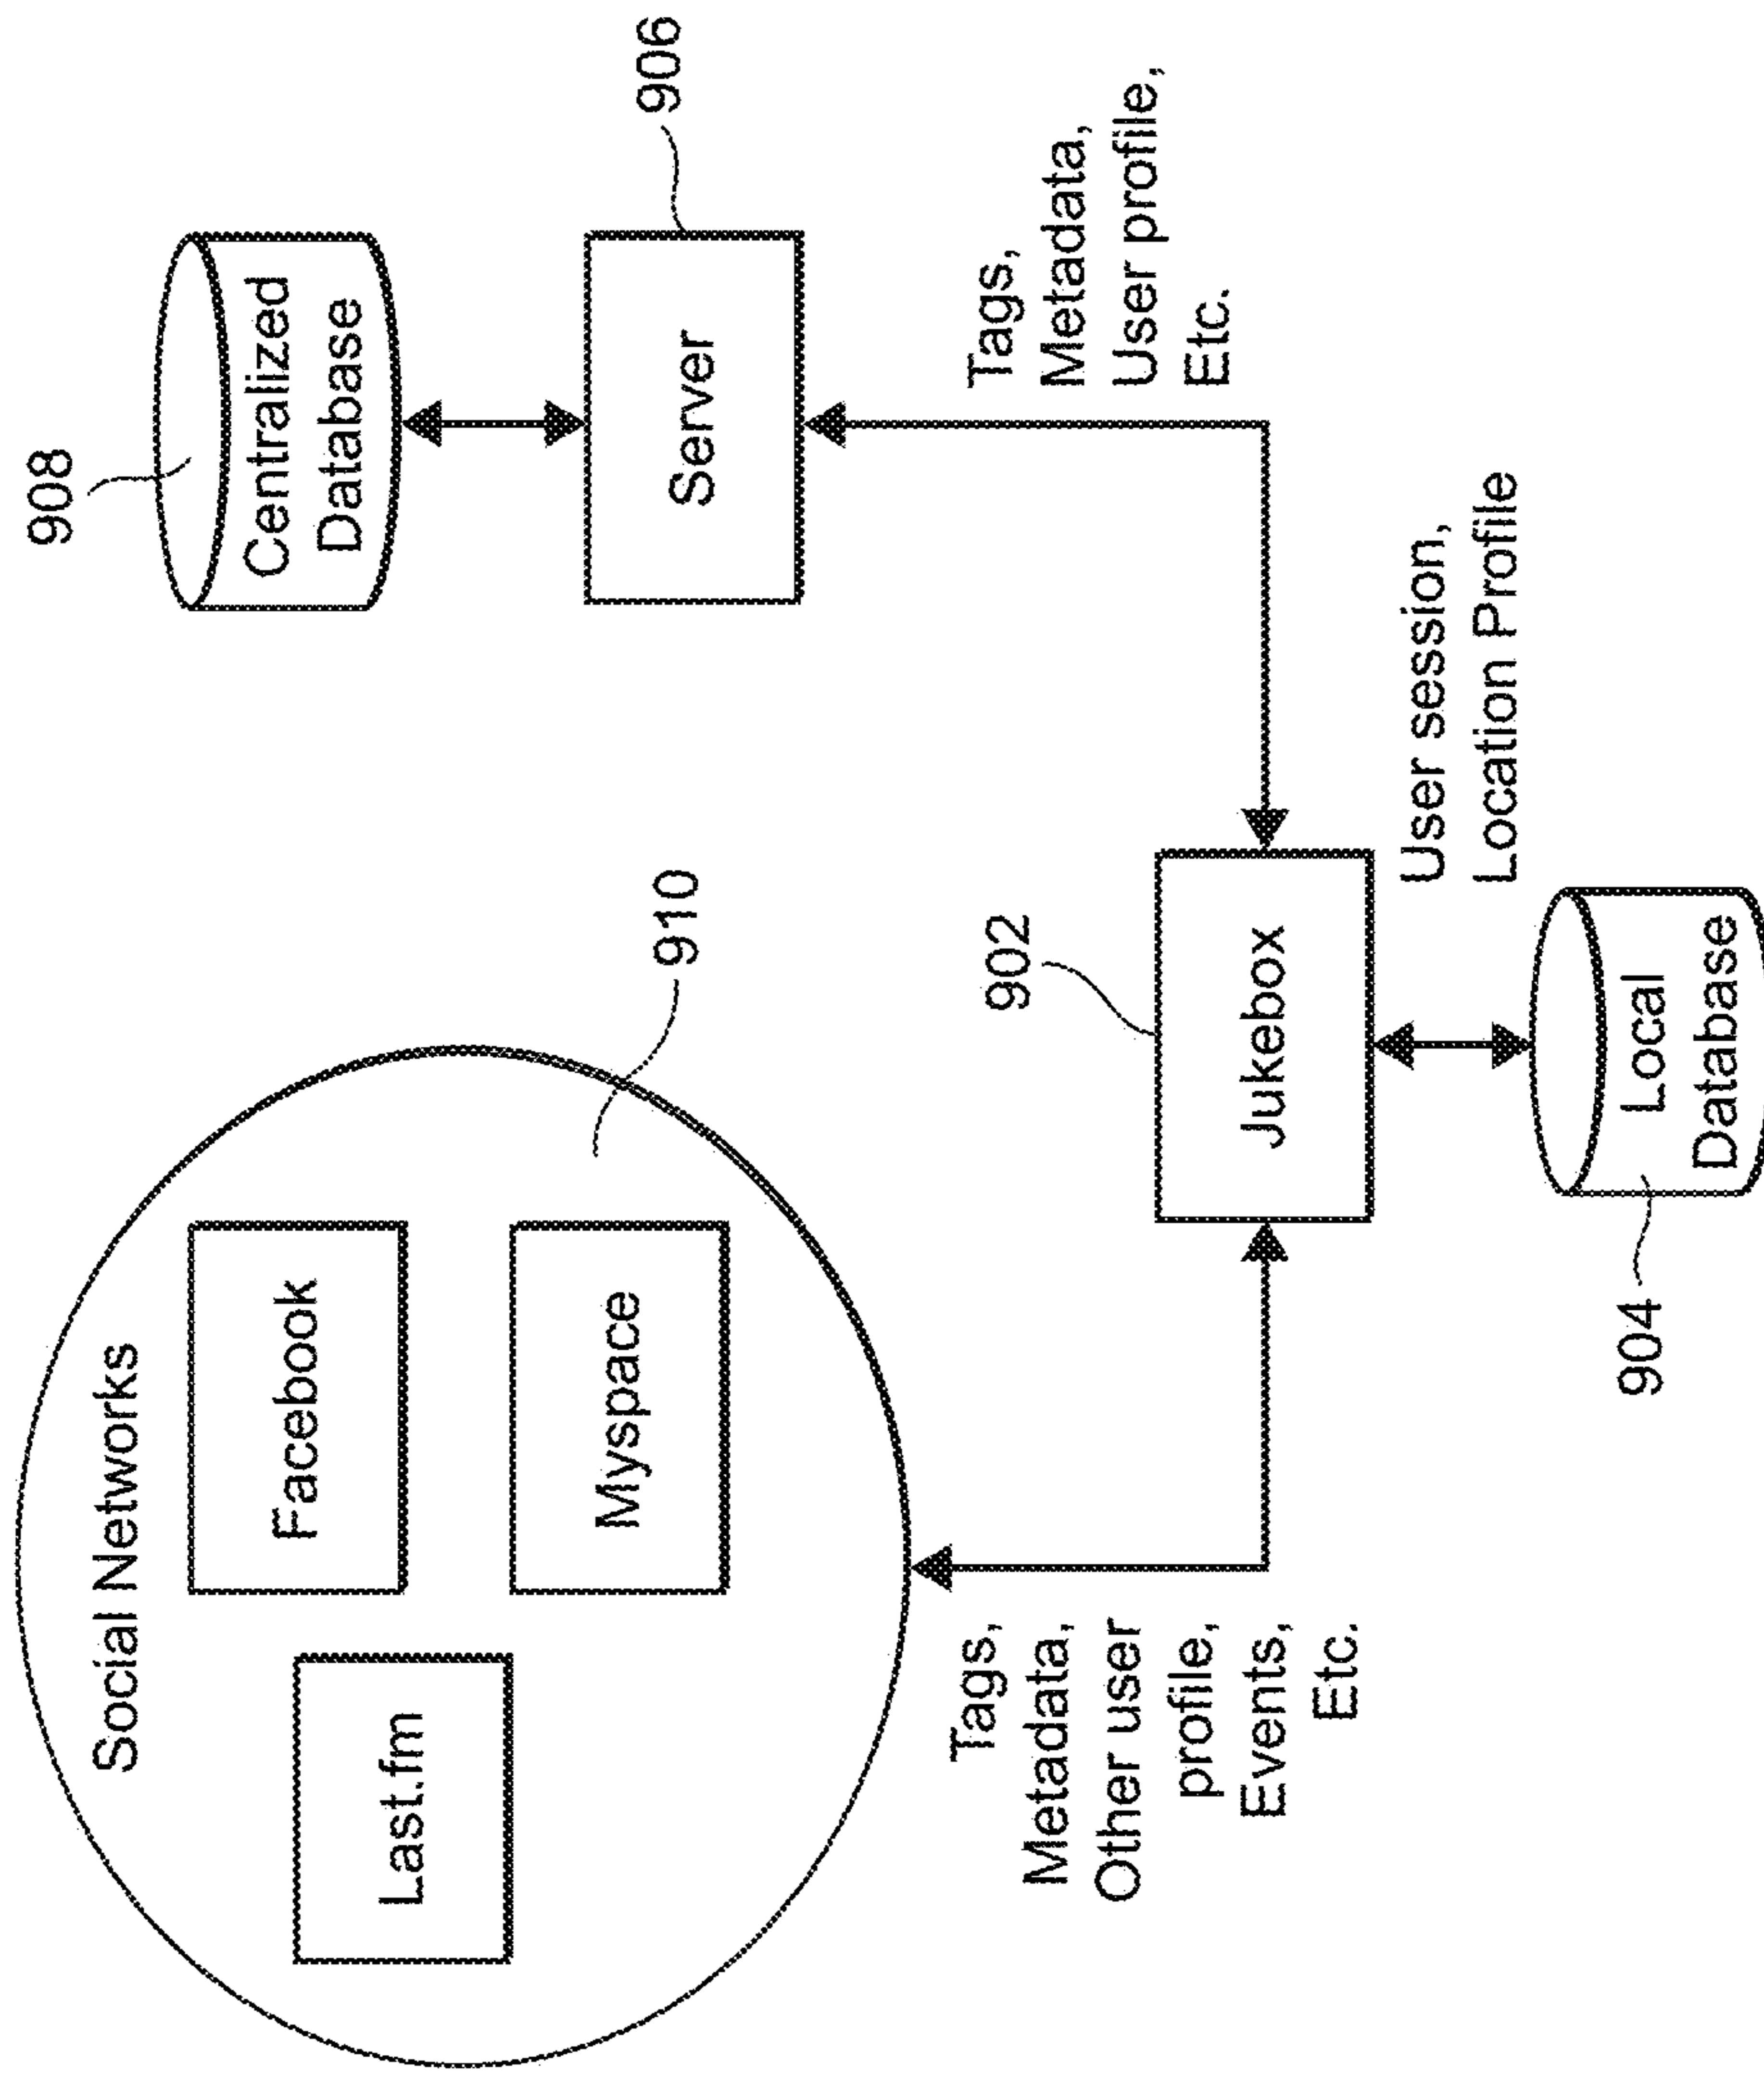 Social Networks
Facebook
Last.fm
Myspace
910
908
Centralized
Database
Server
906
Tags,
Metadata,
Other user
profile,
Events,
Etc.
902
Jukebox
Tags,
Metadata,
User profile,
Etc.
User session,
Location Profile
904
Local
Database